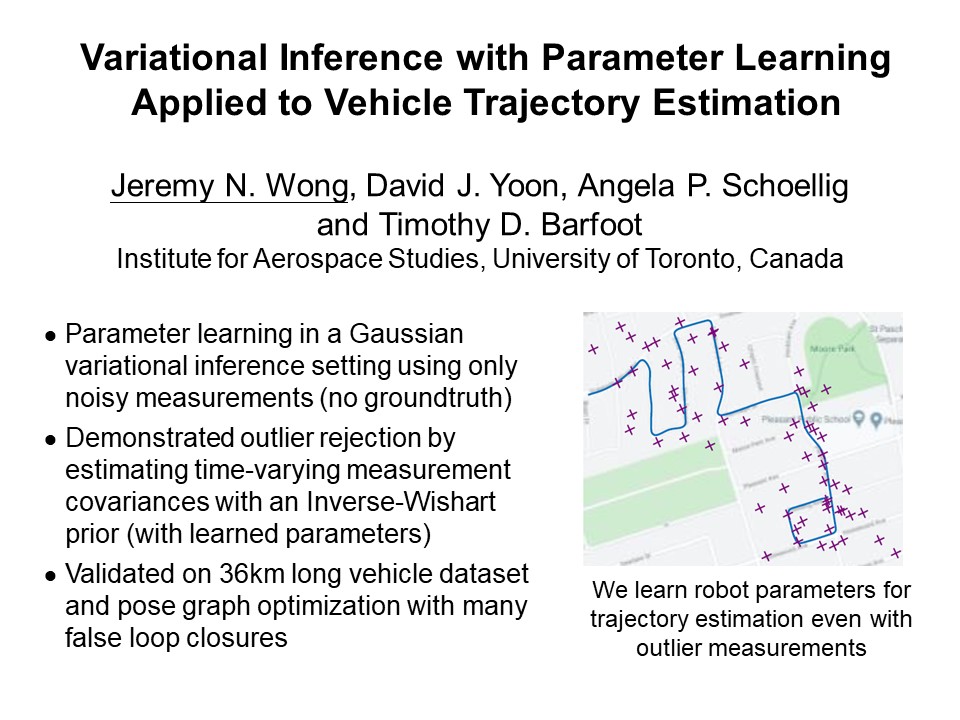 Variational Inference with Parameter Learning
Applied to Vehicle Trajectory Estimation
Jeremy N. Wong, David J. Yoon, Angela P. Schoellig
and Timothy D. Barfoot
Institute for Aerospace Studies, University of Toronto, Canada
• Parameter learning in a Gaussian
variational inference setting using only
noisy measurements (no groundtruth)
• Demonstrated outlier rejection by
estimating time-varying measurement
covariances with an Inverse-Wishart
prior (with learned parameters)
• Validated on 36km long vehicle dataset
and pose graph optimization with many
false loop closures
Moore Park
Pleasant Public School
We learn robot parameters for
trajectory estimation even with
outlier measurements